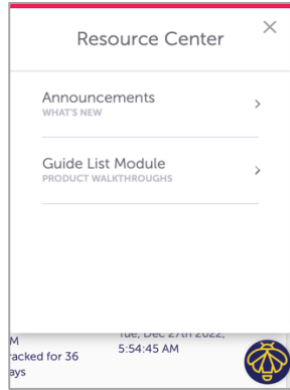 Resource Center
Announcements
WHAT'S NEW
Guide List Module
PRODUCT WALKTHROUGHS
Tue, Dec 27th 2022,
M
racked for 36
5:54:45 AM
ays